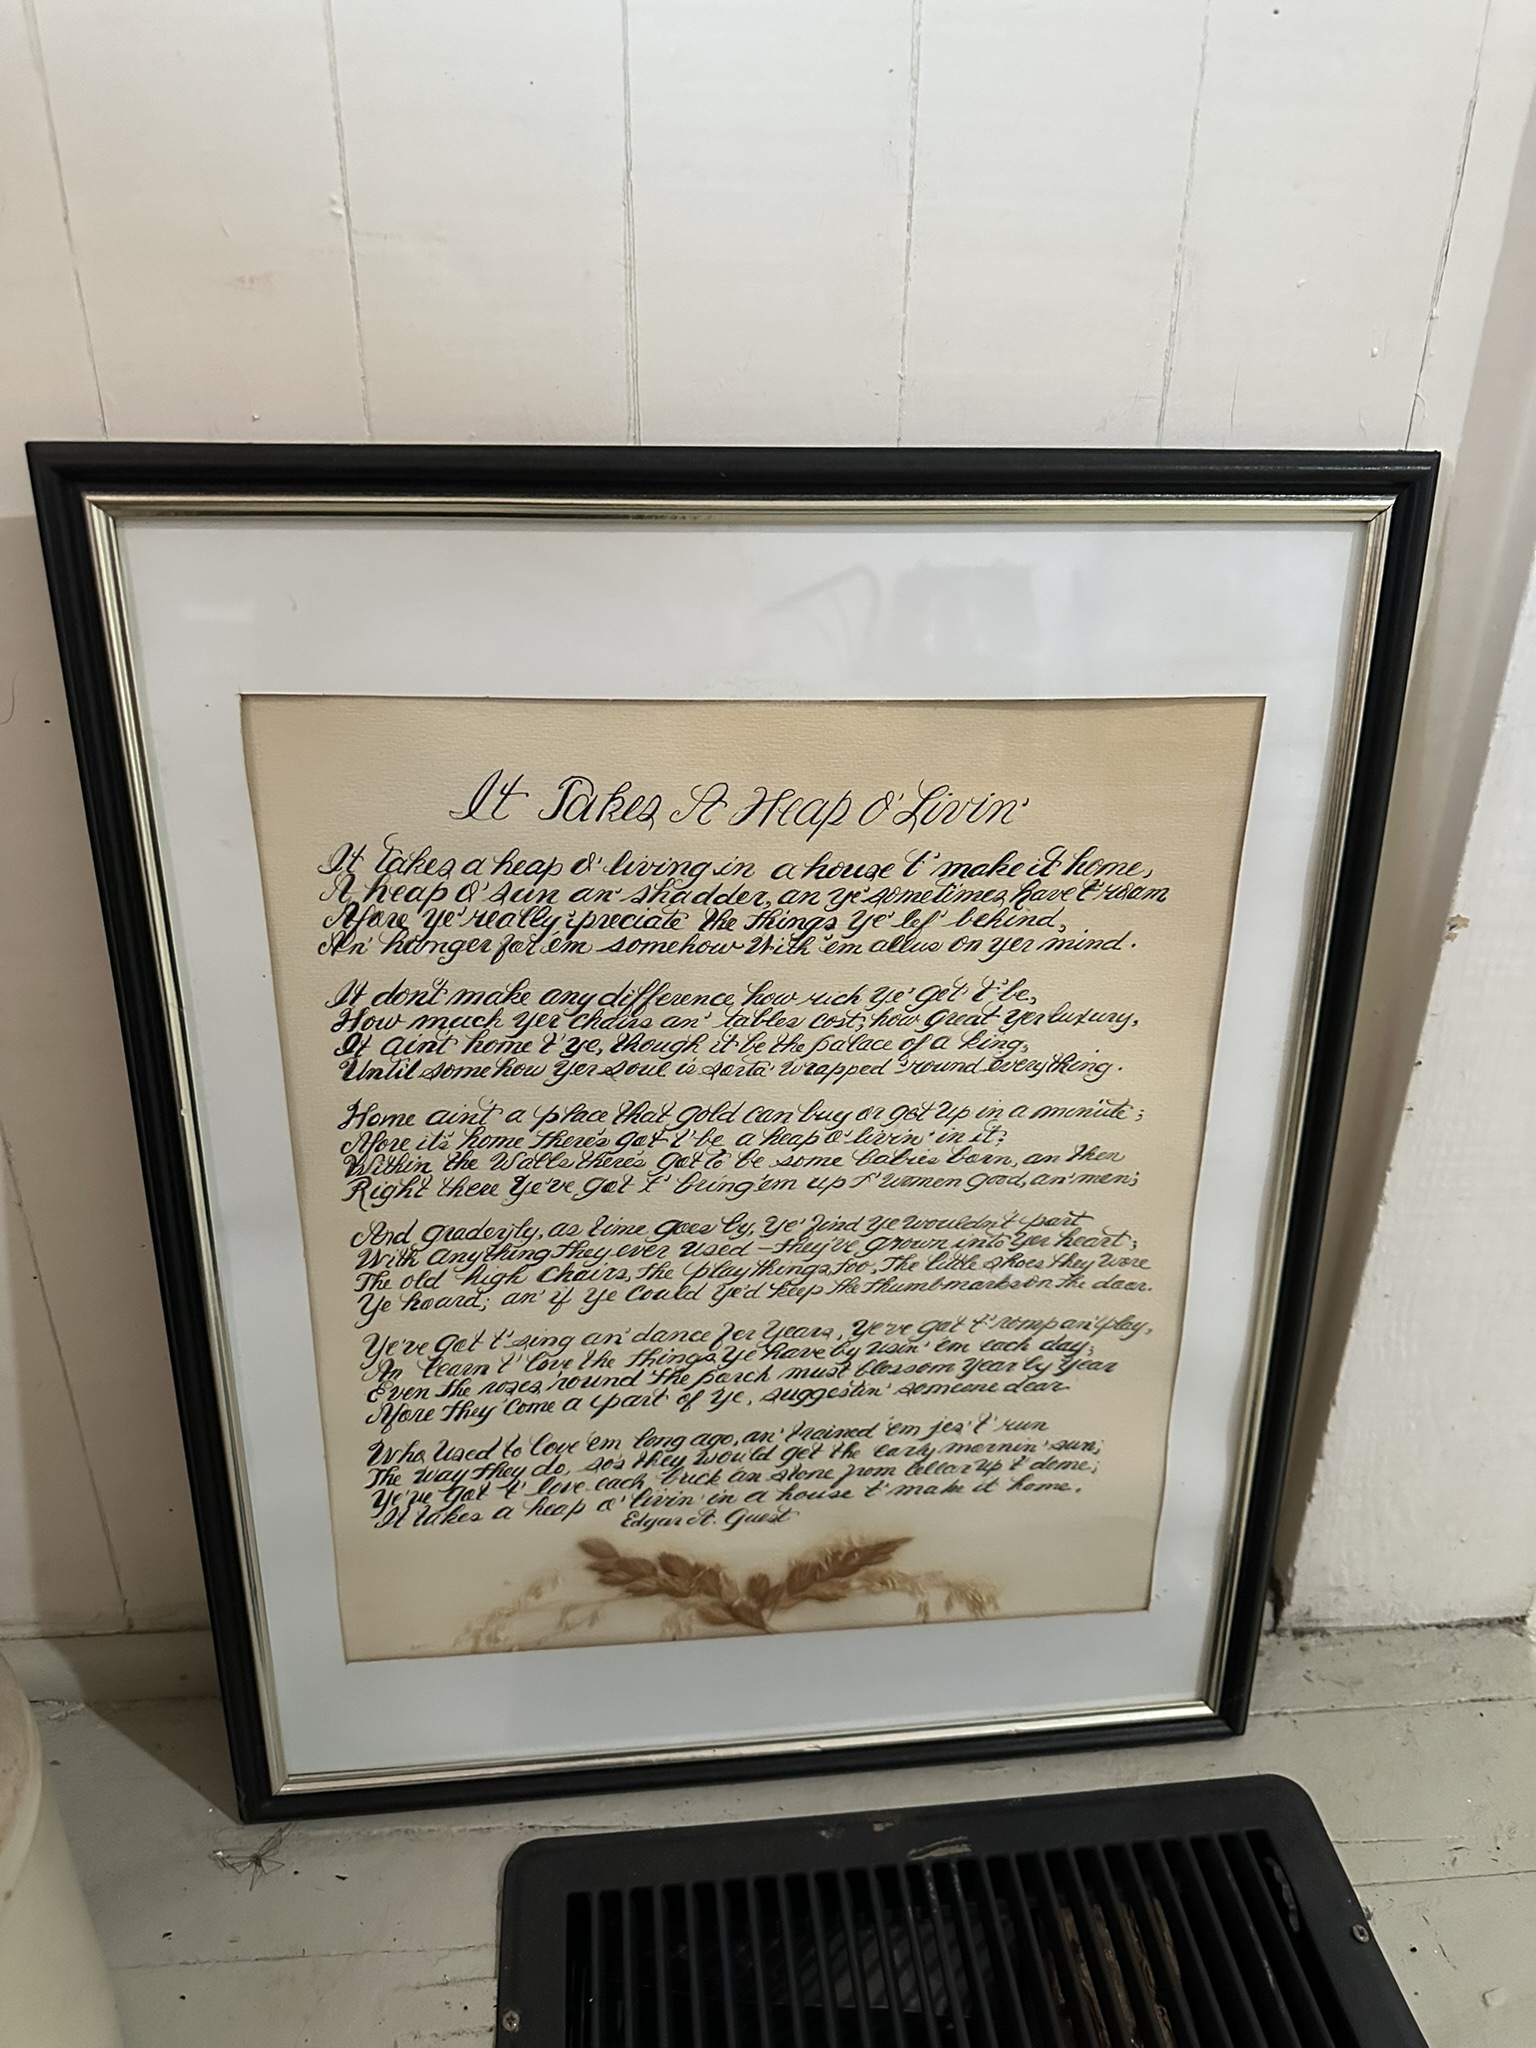 It Takes A Heap O' Livin'
It takes a heap o' living in a house t' make it home,
A heap o' sun an' shadder, an ye' sometimes have t' roam
Afore ye' really 'preciate the things ye' lef' behind,
An' hunger for 'em somehow With 'em allus on yer mind.
It don't make any difference how rich ye' get t' be,
How much yer chairs an' tables cost; how great yer luxury,
It ain't home t' ye, though it be the palace of a king,
Until somehow yer soul is sorta' wrapped 'round everything.
Home ain't a place that gold can buy or get up in a minute;
Afore it's home there's got t' be a heap o' livin' in it;
Within the Walls there's got to be some babies born, an then
Right there Ye've got t' bring 'em up t' women good, an' men;
And graderly, as time goes by, ye' find ye wouldn't part
With anything they ever used — they've grown into yer heart;
The old high chairs, the playthings, too, The little shoes they wore
Ye hoard; an' if ye could ye'd keep the thumb-marks on the door.
Ye've got t' sing an' dance fer years, ye've got t' romp an' play,
An learn t' love the things ye have by usin' 'em each day;
Even the roses 'round the porch must blossom year by year
Afore they 'come a part of ye, suggestin' someone dear
Who used to love 'em long ago, an' trained 'em jes' t' run
The way they do, so's they would get the early mornin' sun;
Ye've got t' love each brick an stone from cellar up t' dome;
It takes a heap o' livin' in a house t' make it home.
Edgar A. Guest